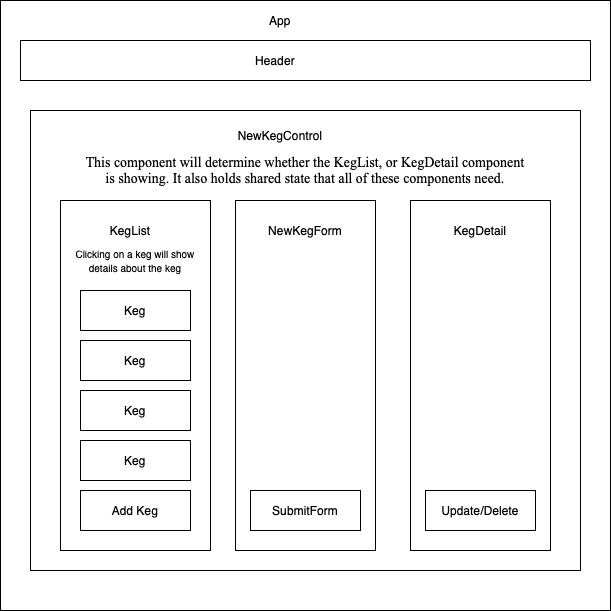 App
Header
NewKegControl
This component will determine whether the KegList, or KegDetail component
is showing. It also holds shared state that all of these components need.
KegList
Clicking on a keg will show
details about the keg
Keg
Keg
Keg
Keg
Add Keg
NewKegForm
SubmitForm
KegDetail
Update/Delete